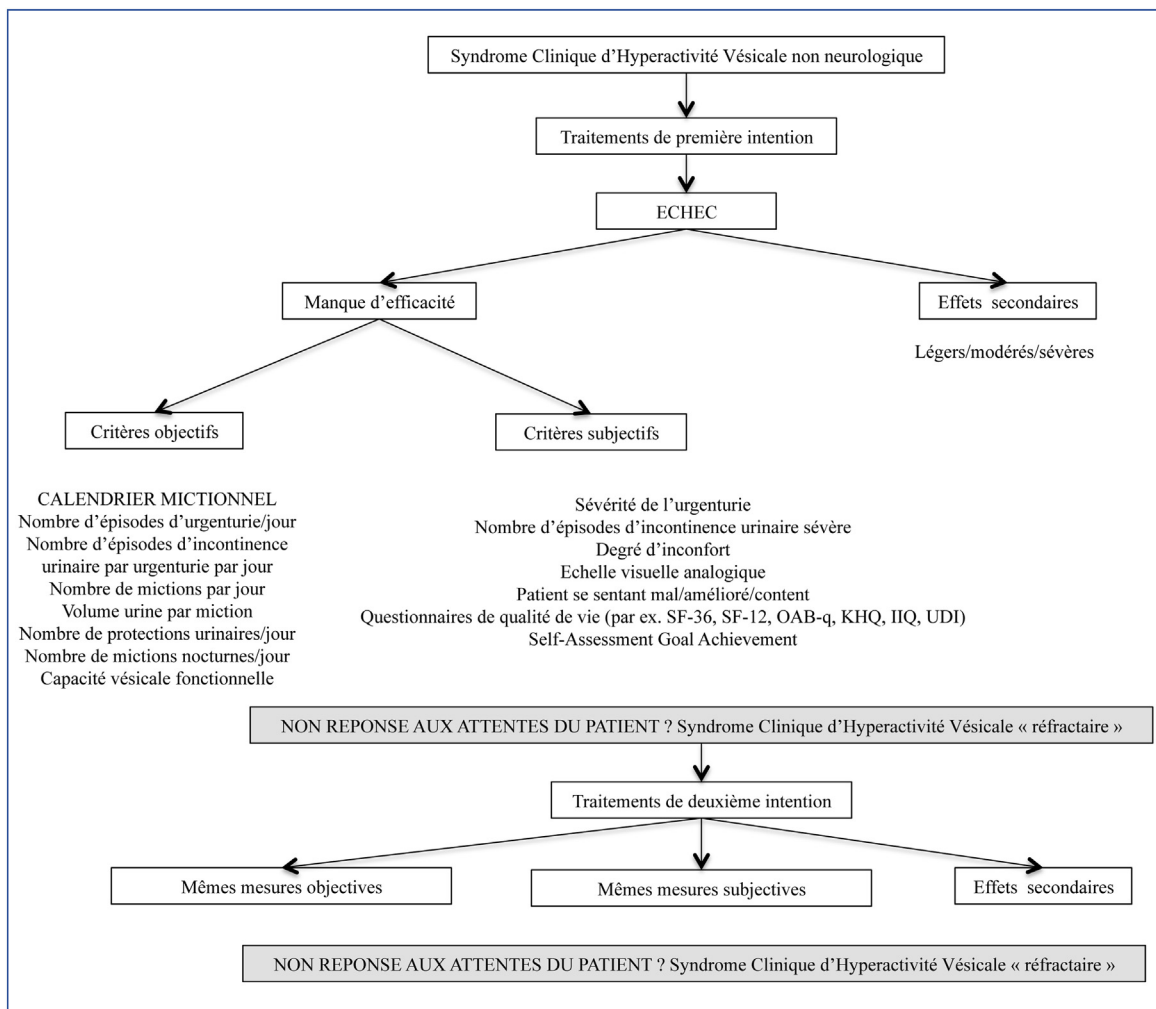 Syndrome Clinique d’Hyperactivité Vésicale non neurologique
Traitements de première intention
ECHEC
Manque d’efficacité
Effets secondaires
Légers/modérés/sévères
Critères objectifs
Critères subjectifs
CALENDRIER MICTIONNEL
Nombre d’épisodes d’urgenturie/jour
Nombre d’épisodes d’incontinence
urinaire par urgenturie par jour
Nombre de mictions par jour
Volume urine par miction
Nombre de protections urinaires/jour
Nombre de mictions nocturnes/jour
Capacité vésicale fonctionnelle
Sévérité de l’urgenturie
Nombre d’épisodes d’incontinence urinaire sévère
Degré d’inconfort
Echelle visuelle analogique
Patient se sentant mal/amélioré/content
Questionnaires de qualité de vie (par ex. SF-36, SF-12, OAB-q, KHQ, IIQ, UDI)
Self-Assessment Goal Achievement
NON REPONSE AUX ATTENTES DU PATIENT ? Syndrome Clinique d’Hyperactivité Vésicale « réfractaire »
Traitements de deuxième intention
Mêmes mesures objectives
Mêmes mesures subjectives
Effets secondaires
NON REPONSE AUX ATTENTES DU PATIENT ? Syndrome Clinique d’Hyperactivité Vésicale « réfractaire »